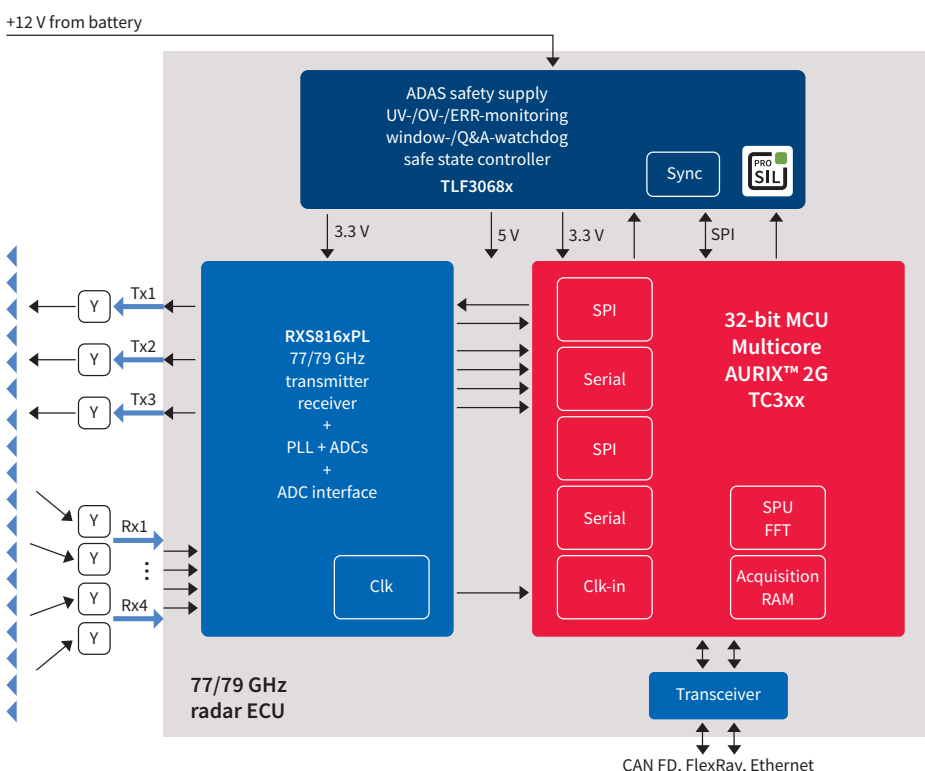 +12 V from battery
ADAS safety supply
UV-/OV-/ERR-monitoring
window-/Q&A-watchdog
safe state controller
TLF3068x
Sync
PRO
SIL
3.3 V
5 V
3.3 V
SPI
Y
Tx1
Y
Tx2
Y
Tx3
RXS816xPL
77/79 GHz
transmitter
receiver
+
PLL + ADCs
+
ADC interface
Clk
SPI
Serial
SPI
Serial
Clk-in
32-bit MCU
Multicore
AURIX™ 2G
TC3xx
SPU
FFT
Acquisition
RAM
Y
Rx1
Y
⋮
Y
Rx4
Y
77/79 GHz
radar ECU
Transceiver
CAN FD, FlexRay, Ethernet